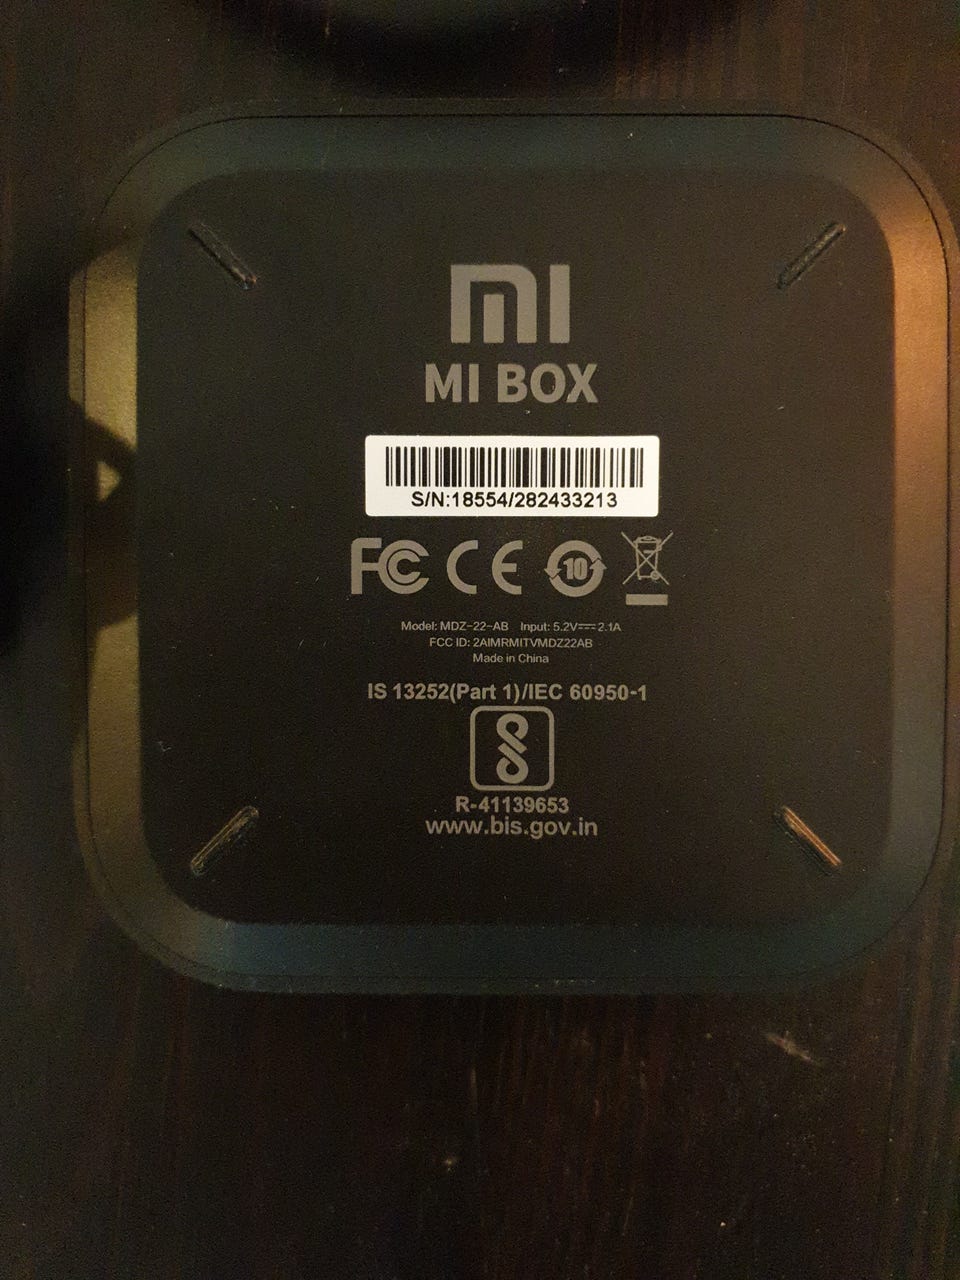 MI
MI BOX
S/N:18554/282433213
FC CE 10
Model: MDZ-22-AB Input: 5.2V⎓2.1A
FCC ID: 2AIMRMITVMDZ22AB
Made in China
IS 13252(Part 1)/IEC 60950-1
R-41139653
www.bis.gov.in